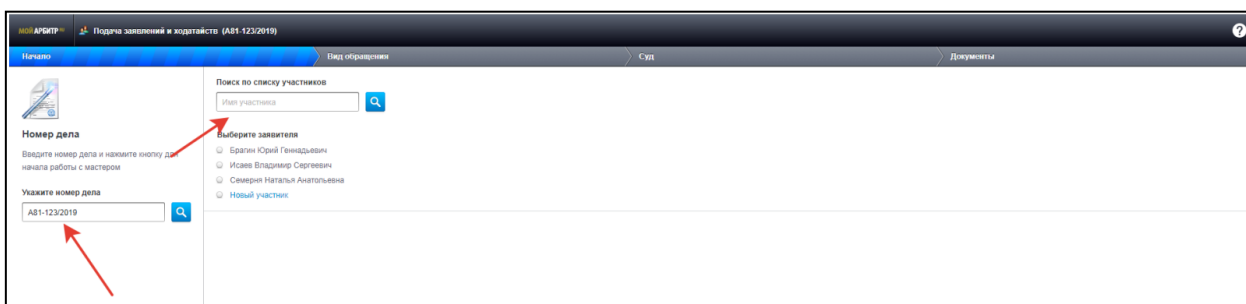 МОЙ АРБИТР RU Подача заявлений и ходатайств (А81-123/2019) ?
Начало Вид обращения Суд Документы
Поиск по списку участников
Имя участника
Номер дела
Введите номер дела и нажмите кнопку для
начала работы с мастером
Укажите номер дела
А81-123/2019
Выберите заявителя
Брагин Юрий Геннадьевич
Исаев Владимир Сергеевич
Семерня Наталья Анатольевна
Новый участник